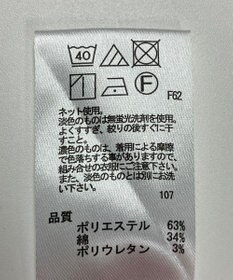 40
F
F62
ネット使用。
淡色のものは無蛍光洗剤を使用。
よくすすぎ、絞りの後すぐに干
すこと。
濃色のものは、着用による摩擦
で色落ちする事がありますので、
組み合せの衣類にご注意下さい。
また、淡色のものとは別にお洗
い下さい。
107
品質
ポリエステル 63%
綿 34%
ポリウレタン 3%